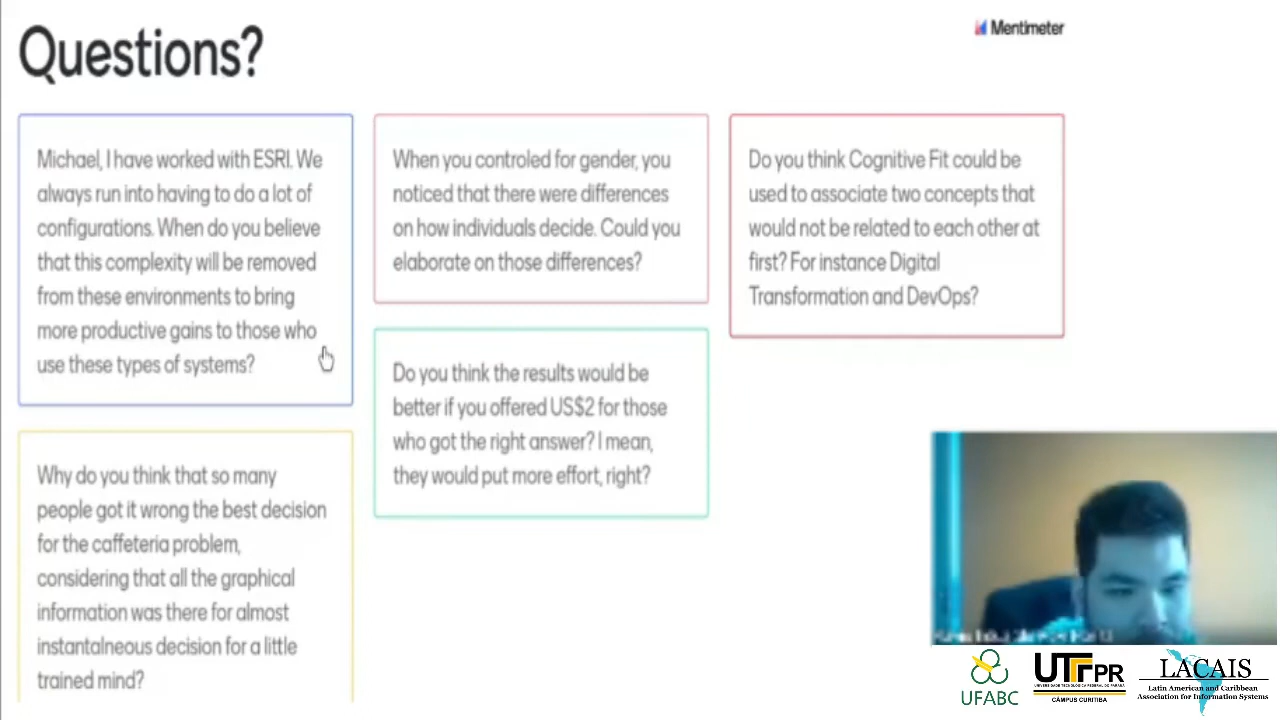 Questions?
Mentimeter
Michael, I have worked with ESRI. We
always run into having to do a lot of
configurations. When do you believe
that this complexity will be removed
from these environments to bring
more productive gains to those who
use these types of systems?
Why do you think that so many
people got it wrong the best decision
for the caffeteria problem,
considering that all the graphical
information was there for almost
instantalneous decision for a little
trained mind?
When you controled for gender, you
noticed that there were differences
on how individuals decide. Could you
elaborate on those differences?
Do you think the results would be
better if you offered US$2 for those
who got the right answer? I mean,
they would put more effort, right?
Do you think Cognitive Fit could be
used to associate two concepts that
would not be related to each other at
first? For instance Digital
Transformation and DevOps?
UFABC
UTFPR
UNIVERSIDADE TECNOLÓGICA FEDERAL DO PARANÁ
CÂMPUS CURITIBA
LACAIS
Latin American and Caribbean
Association for Information Systems